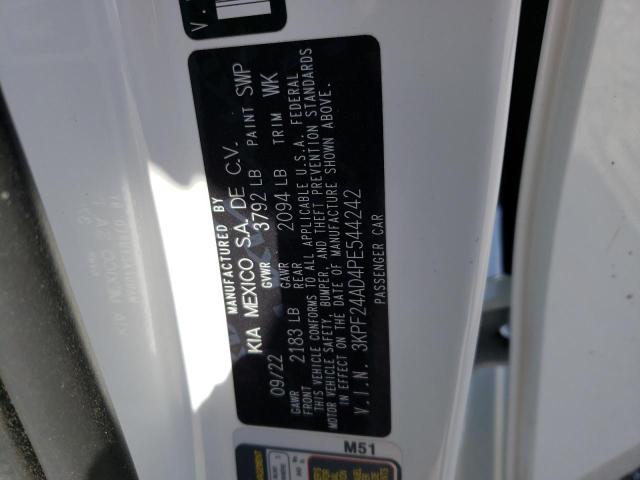 V.
MANUFACTURED BY
KIA MEXICO S.A. DE C.V.
09/22 GVWR 3792 LB PAINT SWP
GAWR FRONT 2183 LB GAWR REAR 2094 LB TRIM WK
THIS VEHICLE CONFORMS TO ALL APPLICABLE U.S.A. FEDERAL
MOTOR VEHICLE SAFETY, BUMPER, AND THEFT PREVENTION STANDARDS
IN EFFECT ON THE DATE OF MANUFACTURE SHOWN ABOVE.
V.I.N. 3KPF24AD4PE544242
PASSENGER CAR
M51